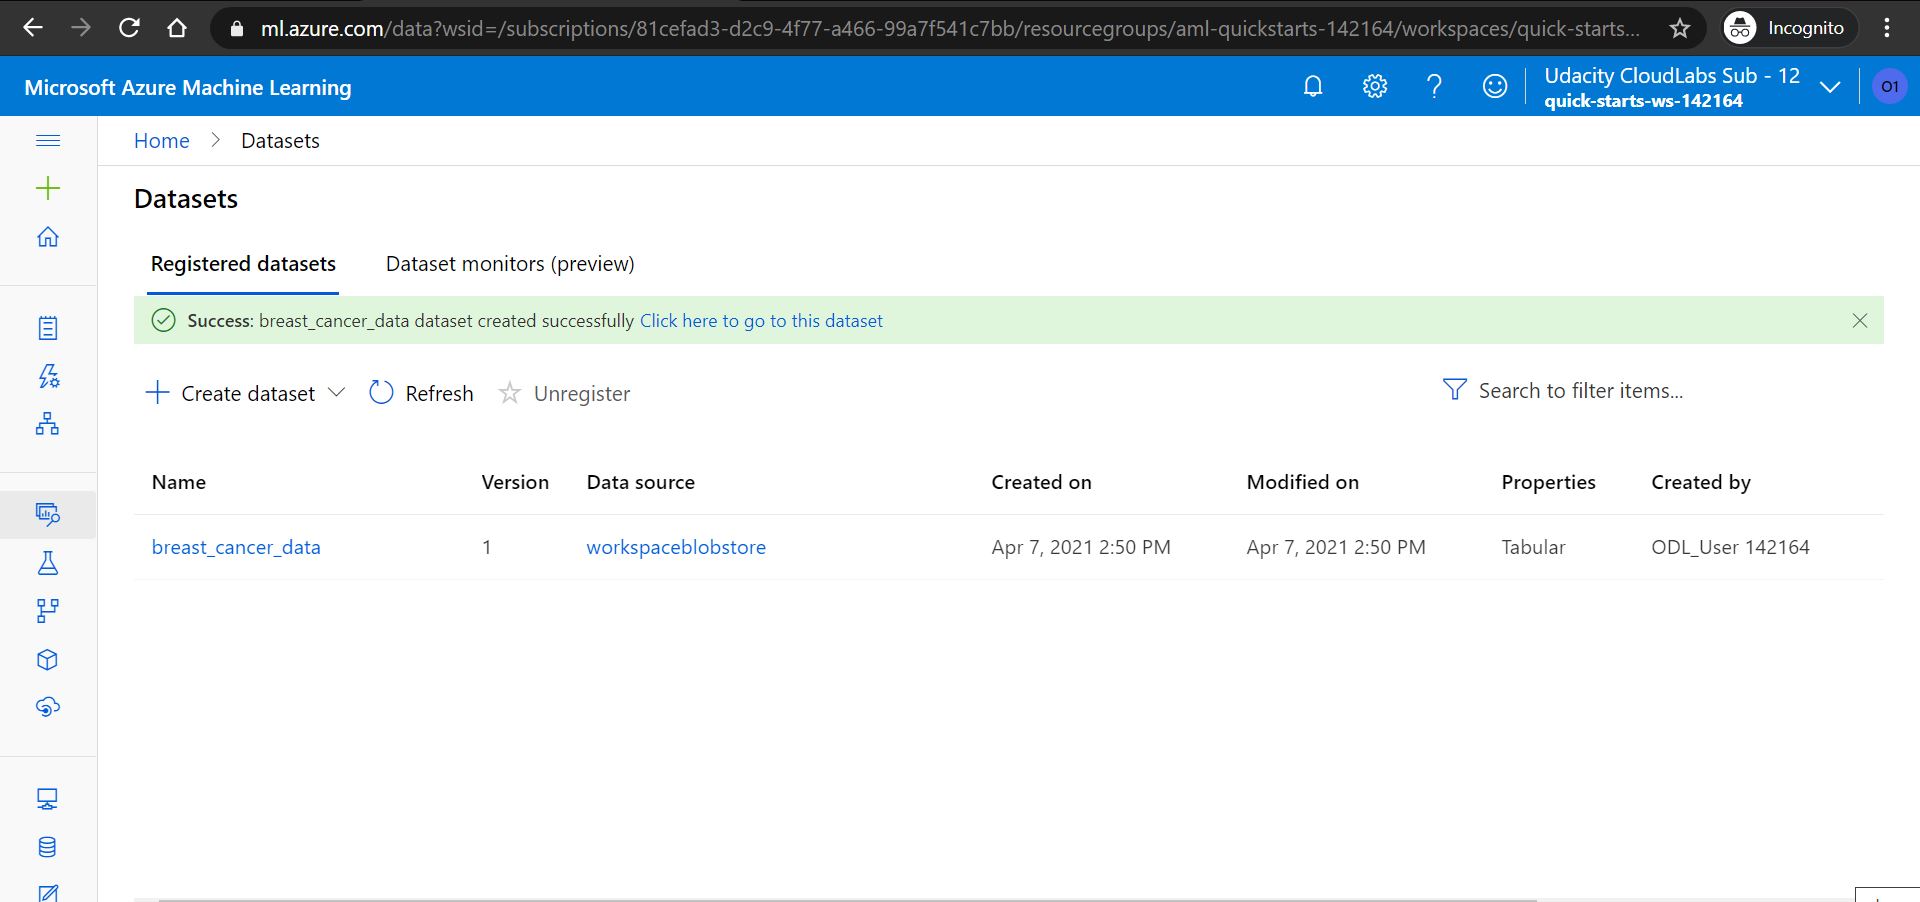 ml.azure.com/data?wsid=/subscriptions/81cefad3-d2c9-4f77-a466-99a7f541c7bb/resourcegroups/aml-quickstarts-142164/workspaces/quick-starts...
Incognito
Microsoft Azure Machine Learning
Udacity CloudLabs Sub - 12
quick-starts-ws-142164
O1
Home > Datasets
Datasets
Registered datasets Dataset monitors (preview)
Success: breast_cancer_data dataset created successfully Click here to go to this dataset
Create dataset Refresh Unregister Search to filter items...
Name Version Data source Created on Modified on Properties Created by
breast_cancer_data 1 workspaceblobstore Apr 7, 2021 2:50 PM Apr 7, 2021 2:50 PM Tabular ODL_User 142164